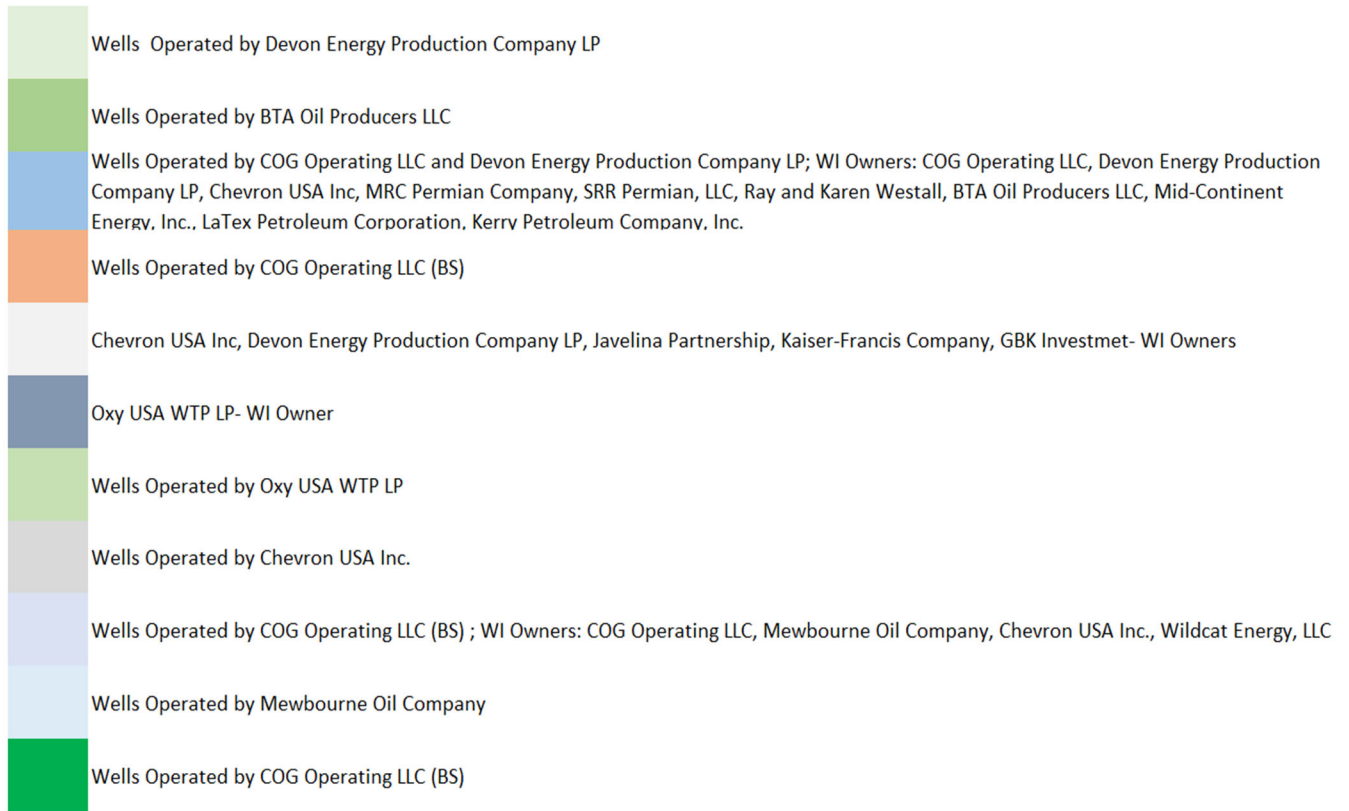 Wells  Operated by Devon Energy Production Company LP
Wells Operated by BTA Oil Producers LLC
Wells Operated by COG Operating LLC and Devon Energy Production Company LP; WI Owners: COG Operating LLC, Devon Energy Production
Company LP, Chevron USA Inc, MRC Permian Company, SRR Permian, LLC, Ray and Karen Westall, BTA Oil Producers LLC, Mid-Continent
Energy, Inc., LaTex Petroleum Corporation, Kerry Petroleum Company, Inc.
Wells Operated by COG Operating LLC (BS)
Chevron USA Inc, Devon Energy Production Company LP, Javelina Partnership, Kaiser-Francis Company, GBK Investmet- WI Owners
Oxy USA WTP LP- WI Owner
Wells Operated by Oxy USA WTP LP
Wells Operated by Chevron USA Inc.
Wells Operated by COG Operating LLC (BS) ; WI Owners: COG Operating LLC, Mewbourne Oil Company, Chevron USA Inc., Wildcat Energy, LLC
Wells Operated by Mewbourne Oil Company
Wells Operated by COG Operating LLC (BS)